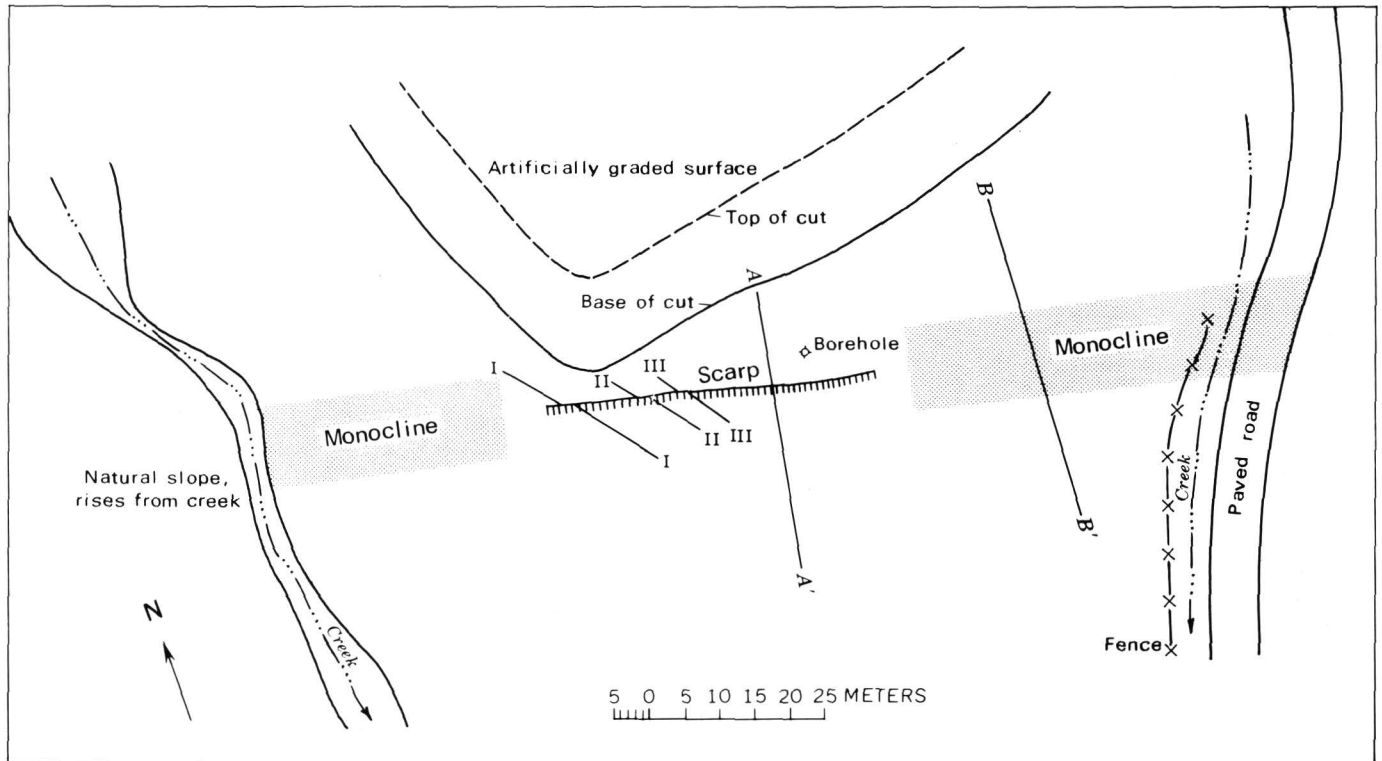 Artificially graded surface
Top of cut
B
A
Base of cut
Borehole
Monocline
I
II
III
Scarp
Monocline
II
III
I
Natural slope,
rises from creek
Creek
Paved road
B'
A'
N
Creek
Fence
5 0 5 10 15 20 25 METERS